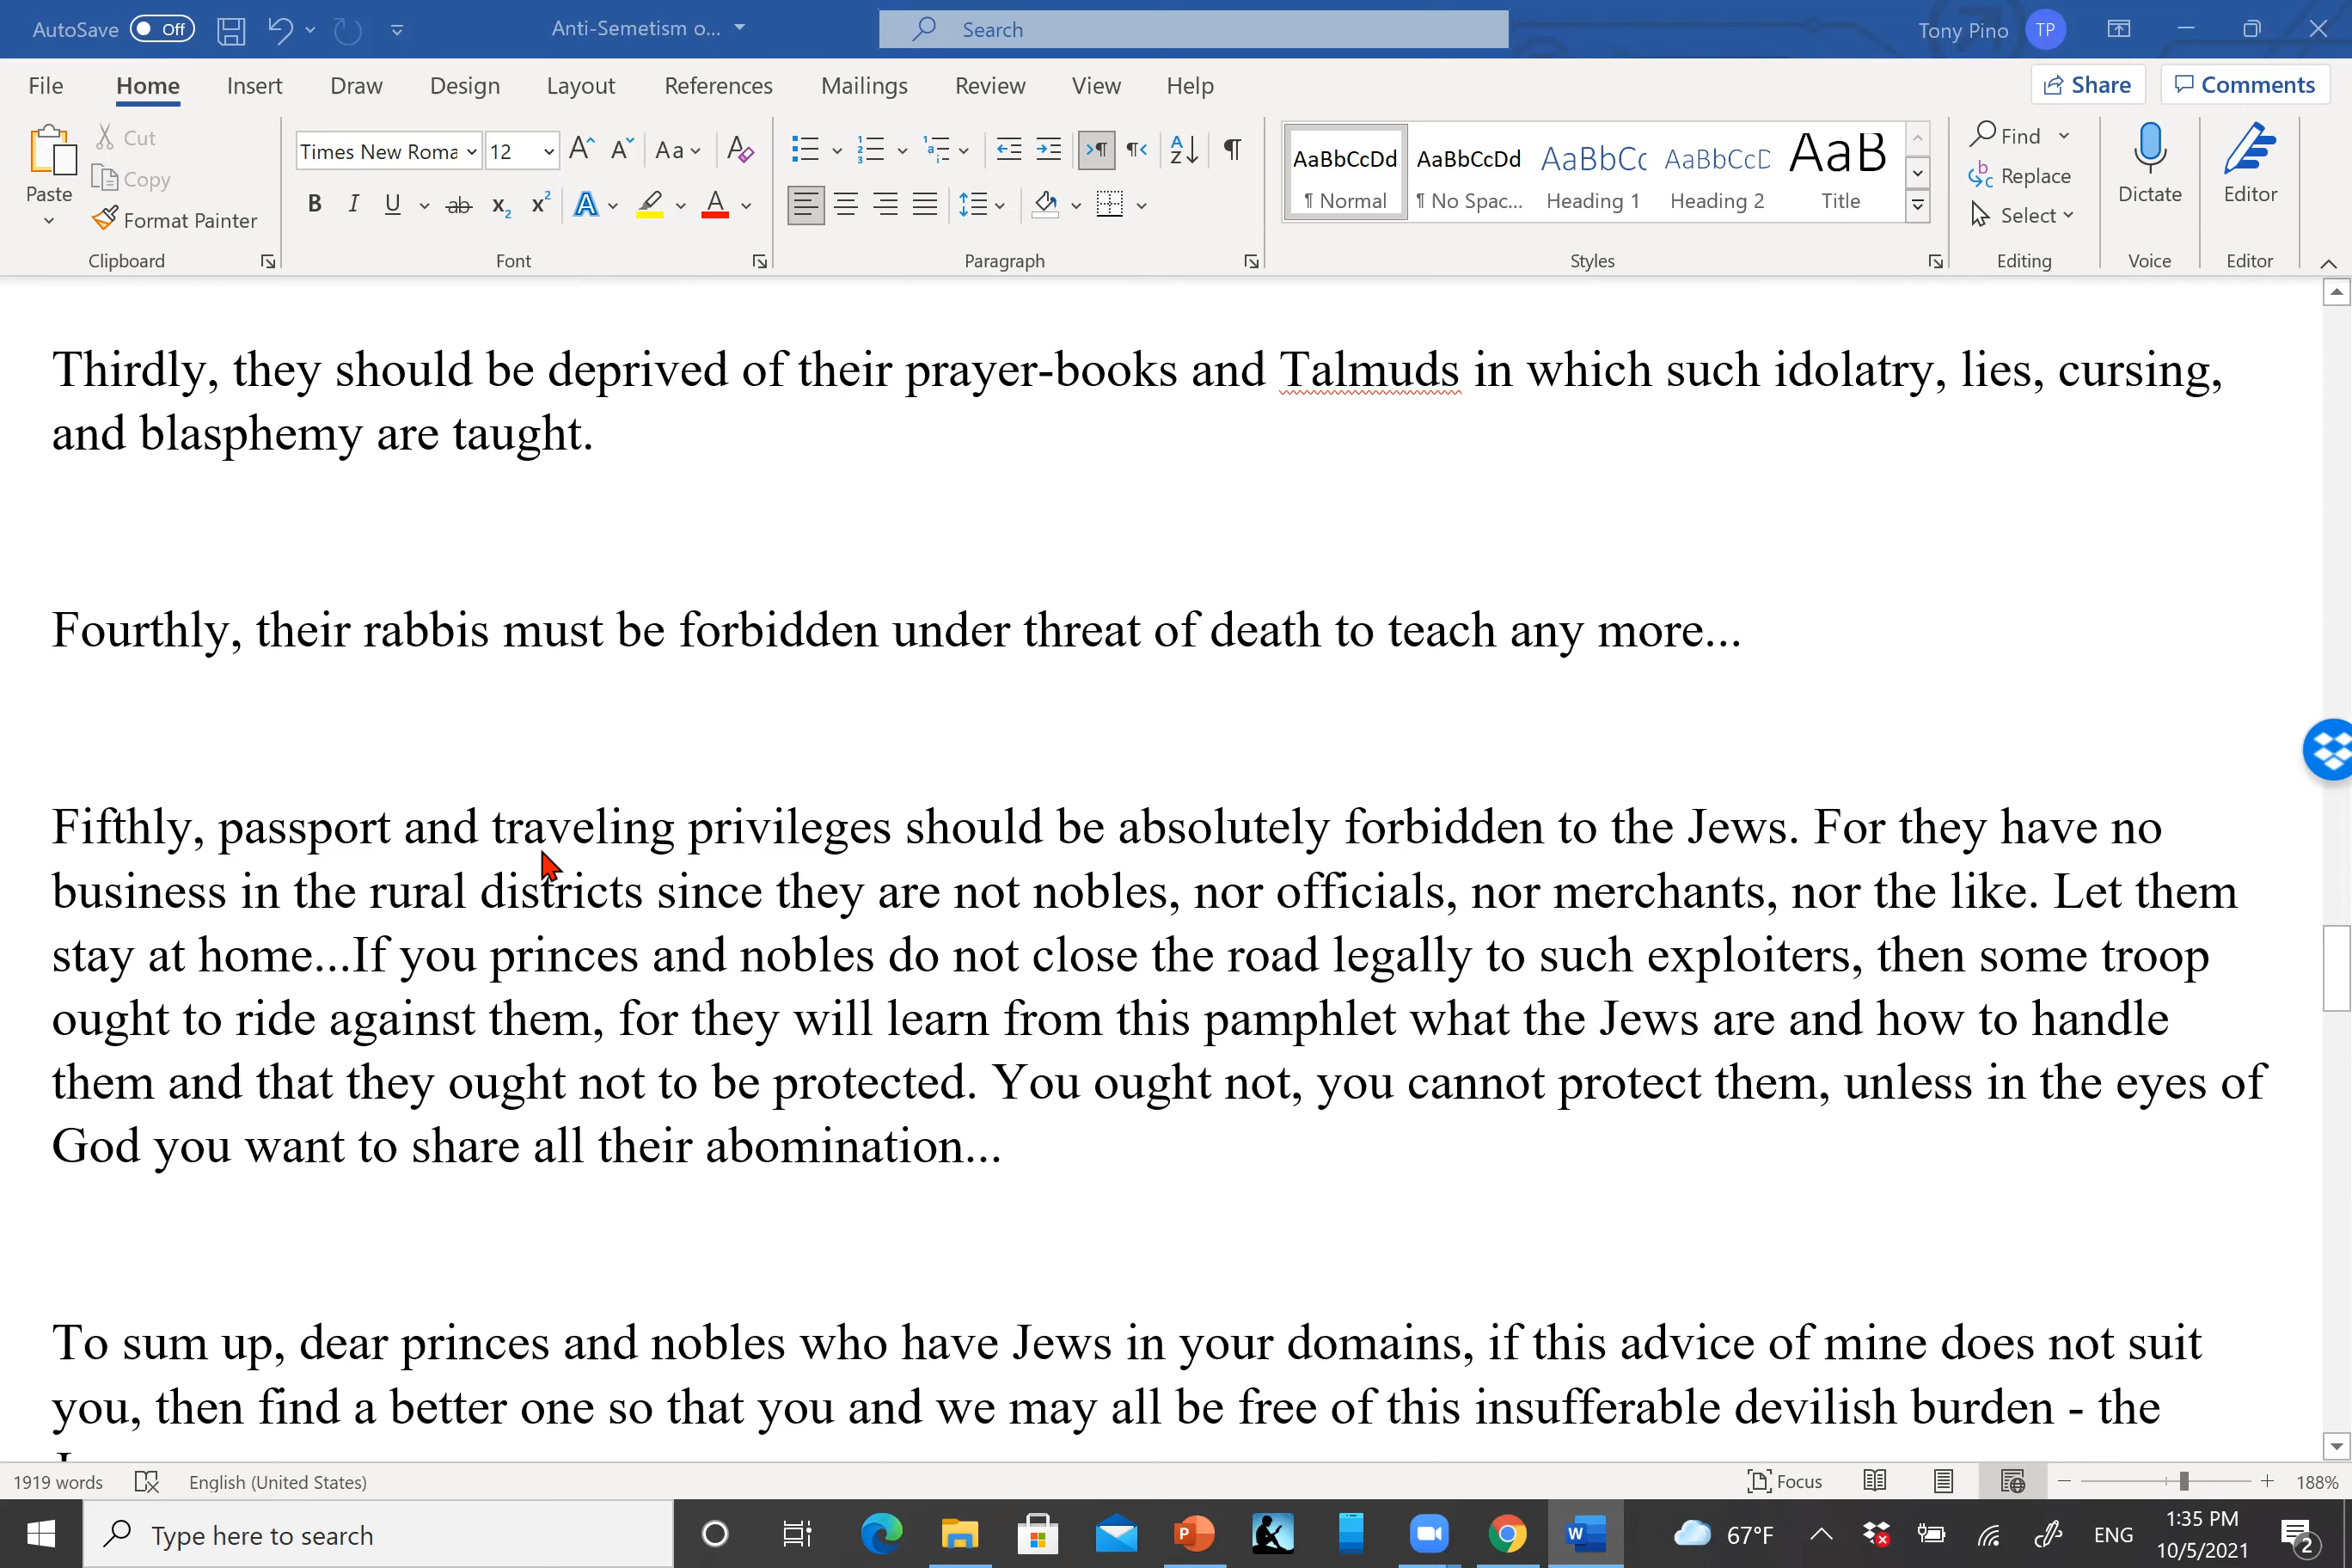 AutoSave Off Anti-Semetism o... Search Tony Pino TP
File Home Insert Draw Design Layout References Mailings Review View Help Share Comments
Paste Cut Copy Format Painter Clipboard
Times New Roma 12 Aa Font
Paragraph
AaBbCcDd AaBbCcDd AaBbCc AaBbCcD AaB
¶ Normal ¶ No Spac... Heading 1 Heading 2 Title
Styles
Find Replace Select Editing
Dictate Voice
Editor Editor
Thirdly, they should be deprived of their prayer-books and Talmuds in which such idolatry, lies, cursing,
and blasphemy are taught.
Fourthly, their rabbis must be forbidden under threat of death to teach any more...
Fifthly, passport and traveling privileges should be absolutely forbidden to the Jews. For they have no
business in the rural districts since they are not nobles, nor officials, nor merchants, nor the like. Let them
stay at home...If you princes and nobles do not close the road legally to such exploiters, then some troop
ought to ride against them, for they will learn from this pamphlet what the Jews are and how to handle
them and that they ought not to be protected. You ought not, you cannot protect them, unless in the eyes of
God you want to share all their abomination...
To sum up, dear princes and nobles who have Jews in your domains, if this advice of mine does not suit
you, then find a better one so that you and we may all be free of this insufferable devilish burden - the
1919 words English (United States) Focus 188%
Type here to search 67°F ENG 1:35 PM
10/5/2021 2